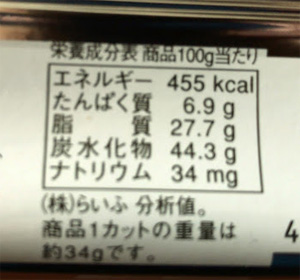 栄養成分表 商品100g当たり
エネルギー 455 kcal
たんぱく質 6.9 g
脂 質 27.7 g
炭水化物 44.3 g
ナトリウム 34 mg
(株)らいふ 分析値。
商品1カットの重量は
約34gです。
4